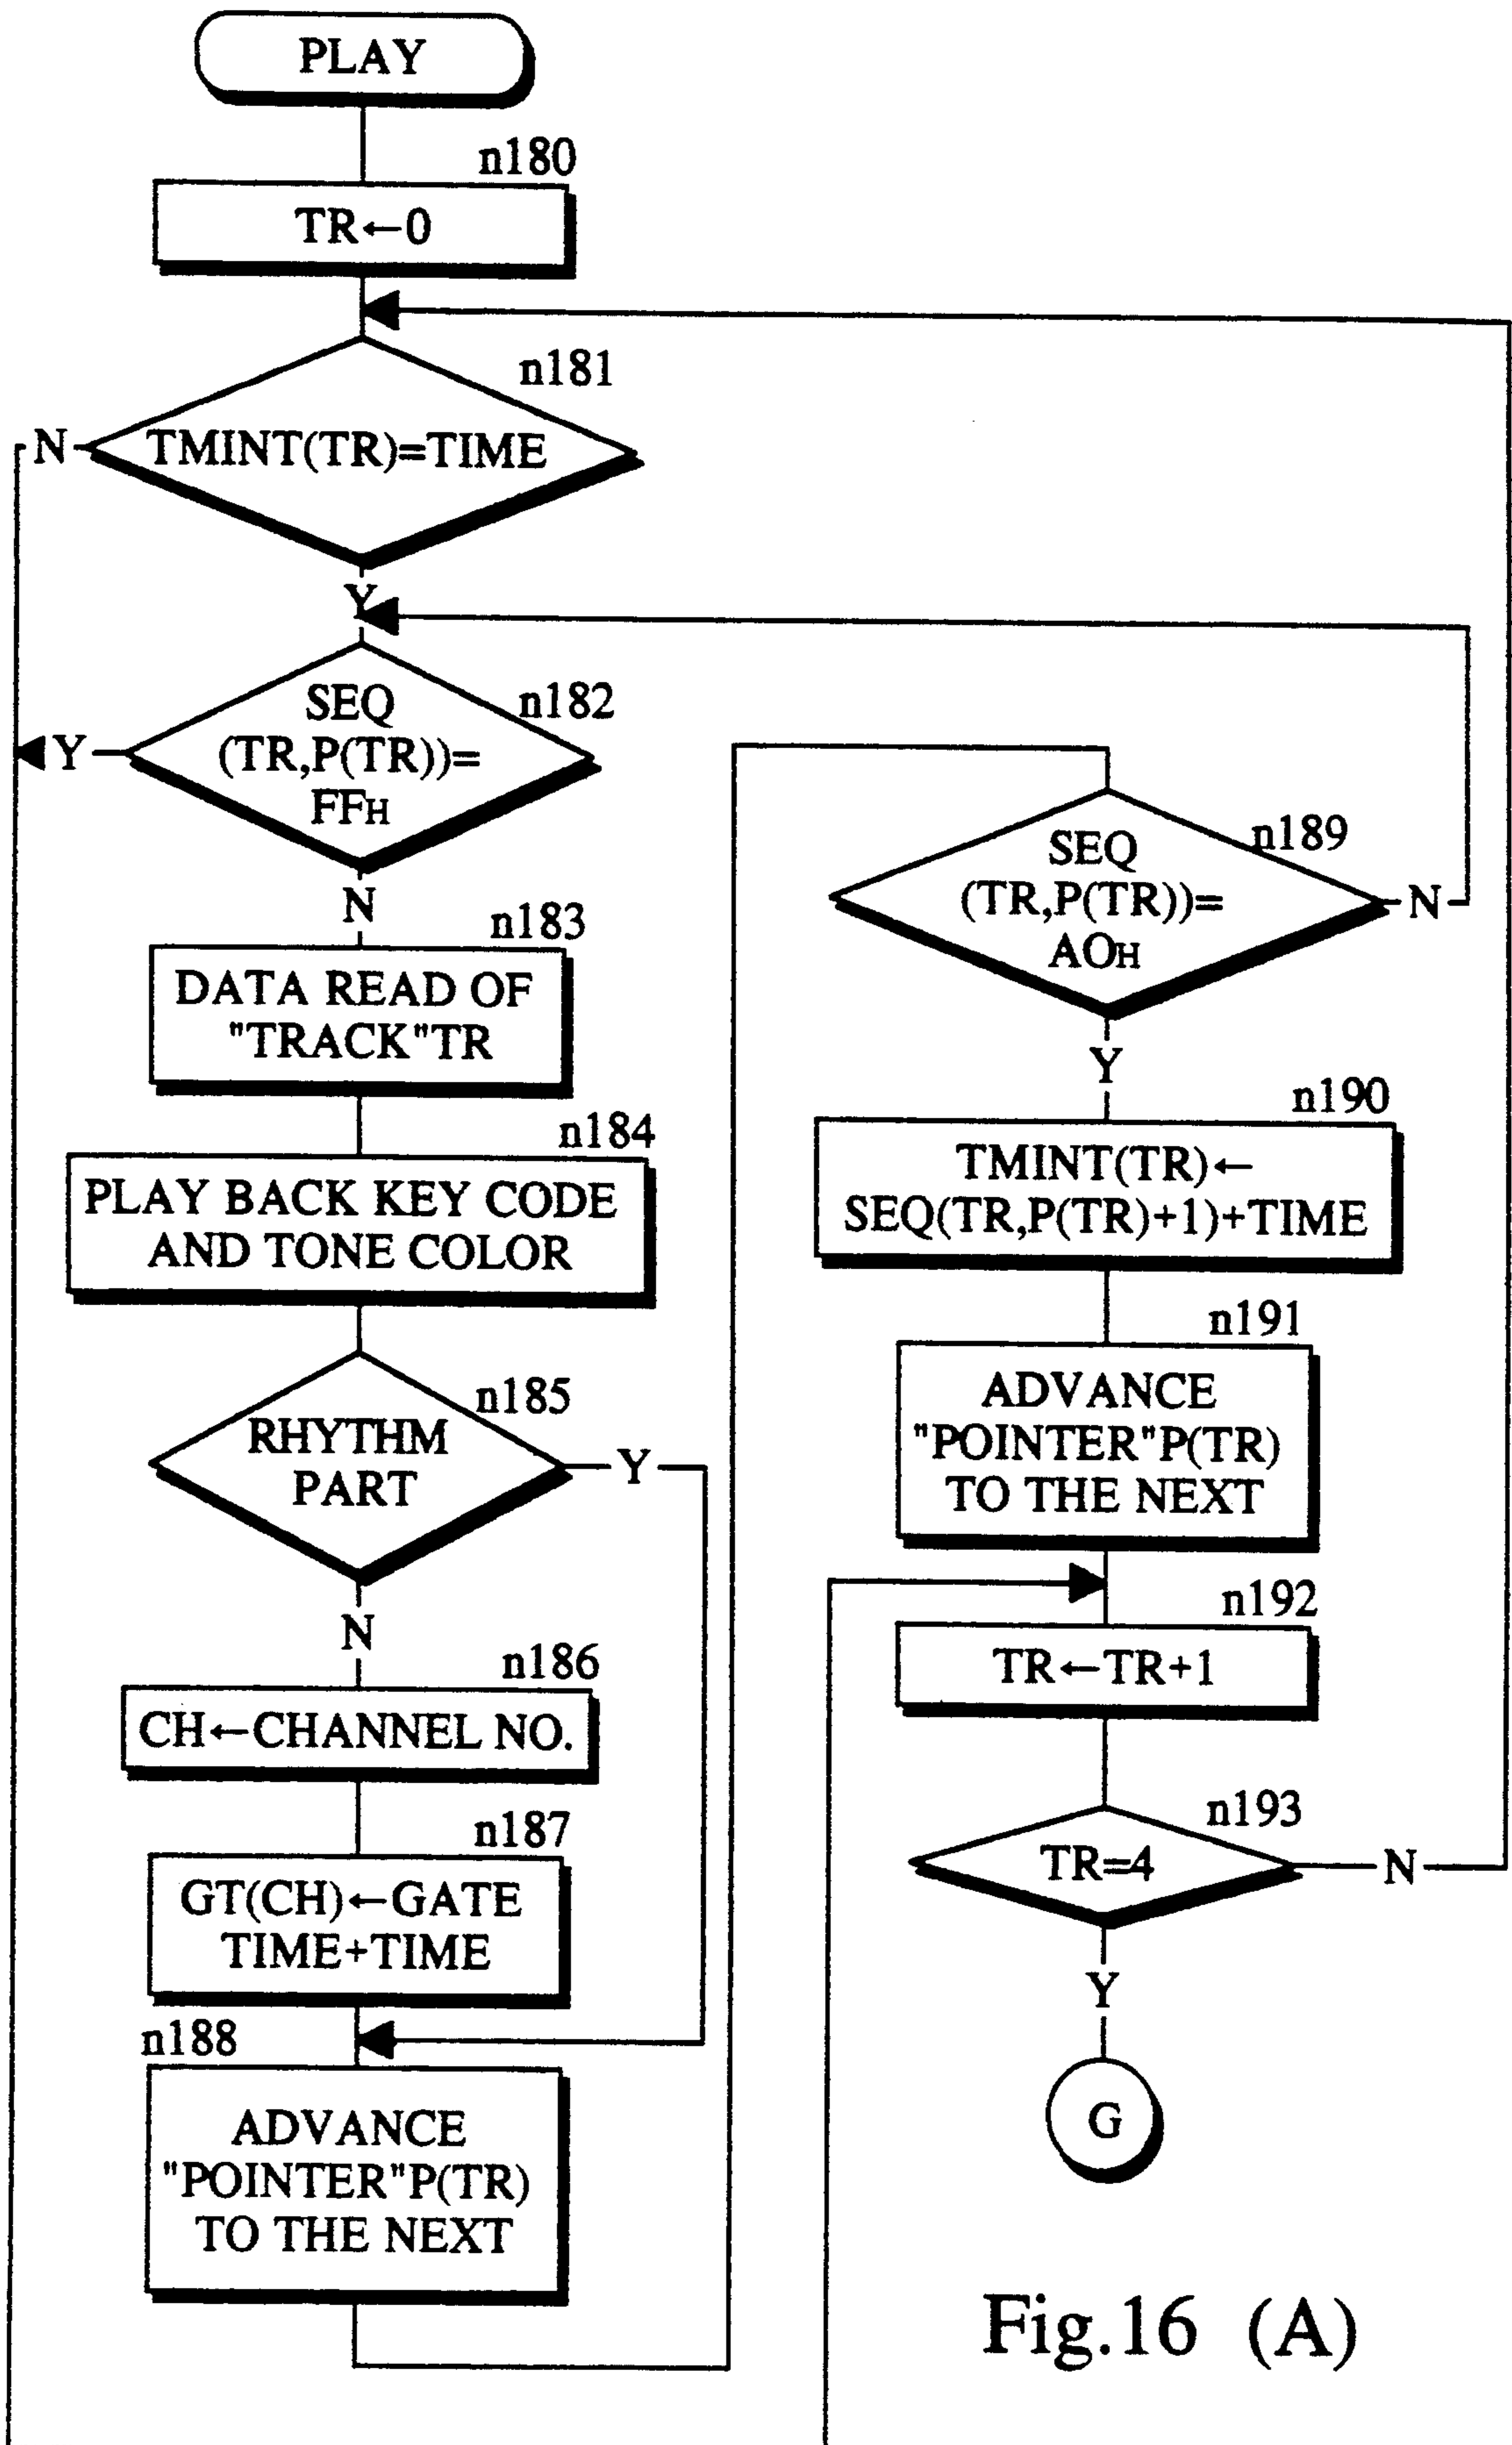 PLAY
n180
TR←0
n181
TMINT(TR)=TIME
N
Y
n182
SEQ
(TR,P(TR))=
FFH
Y
N
n183
DATA READ OF
"TRACK"TR
n184
PLAY BACK KEY CODE
AND TONE COLOR
n185
RHYTHM
PART
Y
N
n186
CH←CHANNEL NO.
n187
GT(CH)←GATE
TIME+TIME
n188
ADVANCE
"POINTER"P(TR)
TO THE NEXT
n189
SEQ
(TR,P(TR))=
AOH
N
Y
n190
TMINT(TR)←
SEQ(TR,P(TR)+1)+TIME
n191
ADVANCE
"POINTER"P(TR)
TO THE NEXT
n192
TR←TR+1
n193
TR=4
N
Y
G
Fig.16 (A)